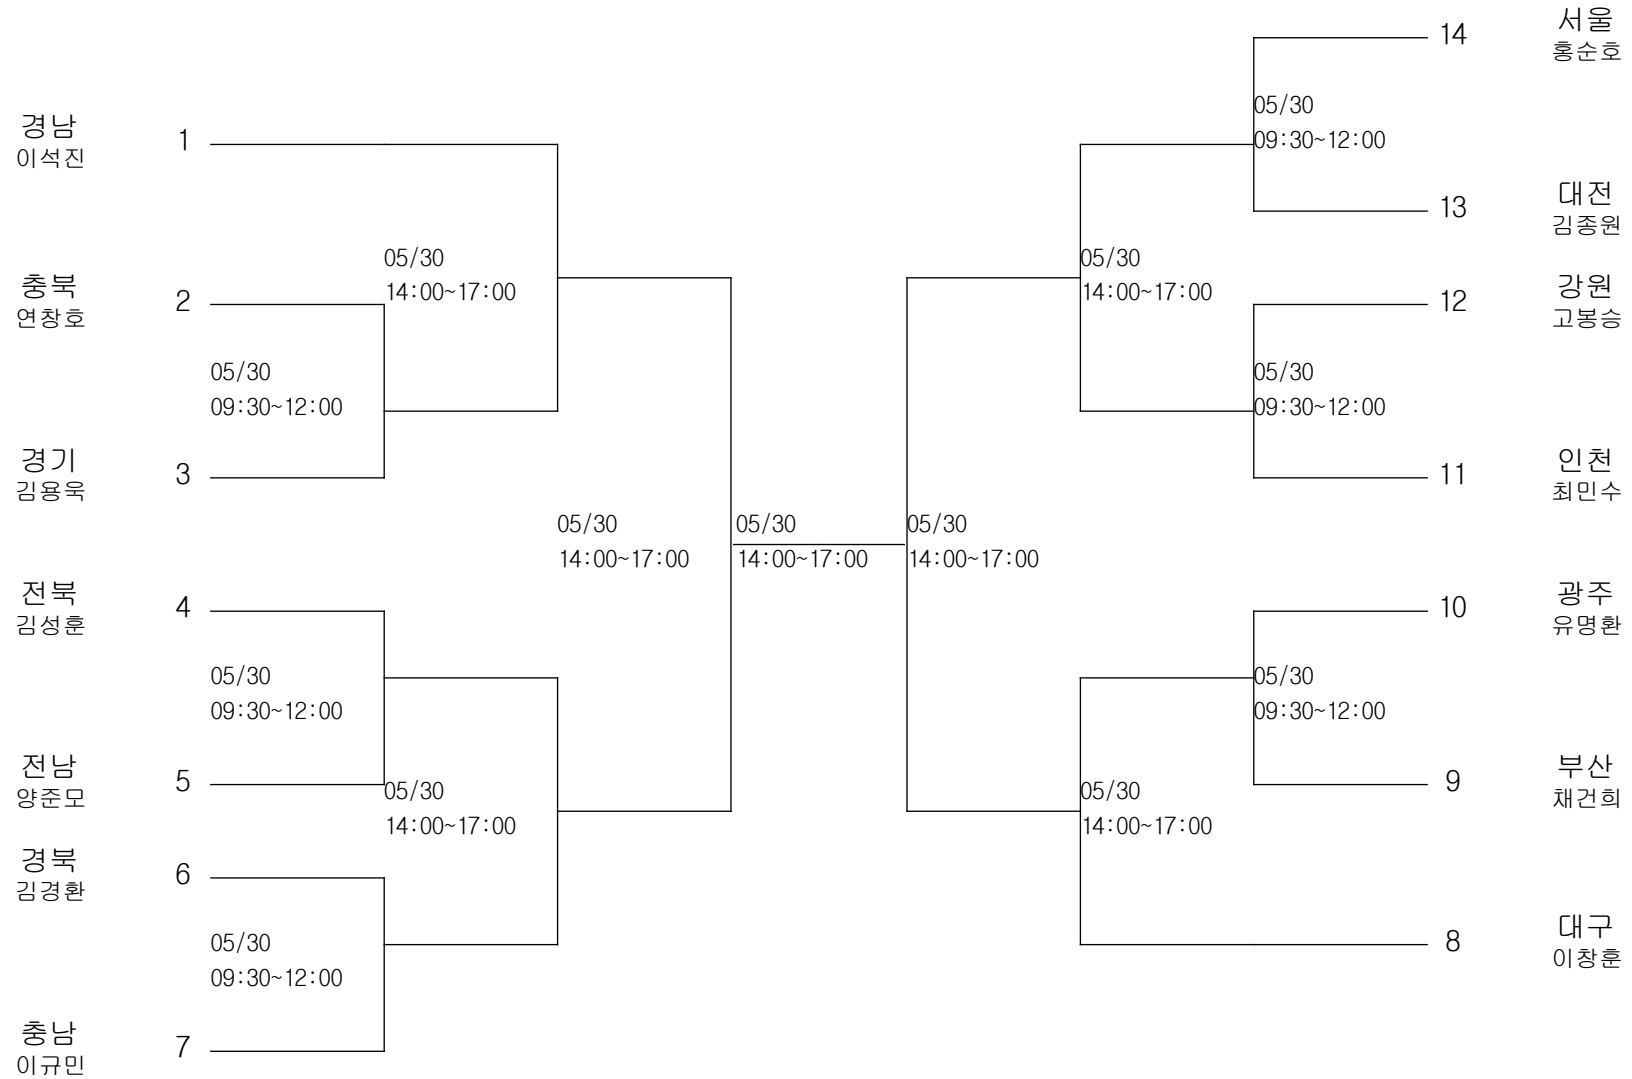 14
서울
홍순호
05/30
09:30~12:00
경남
이석진
1
13
대전
김종원
05/30
14:00~17:00
05/30
14:00~17:00
충북
연창호
2
12
강원
고봉승
05/30
09:30~12:00
05/30
09:30~12:00
경기
김용욱
3
11
인천
최민수
05/30
14:00~17:00
05/30
14:00~17:00
05/30
14:00~17:00
전북
김성훈
4
10
광주
유명환
05/30
09:30~12:00
05/30
09:30~12:00
전남
양준모
5
9
부산
채건희
05/30
14:00~17:00
05/30
14:00~17:00
경북
김경환
6
05/30
09:30~12:00
8
대구
이창훈
충남
이규민
7